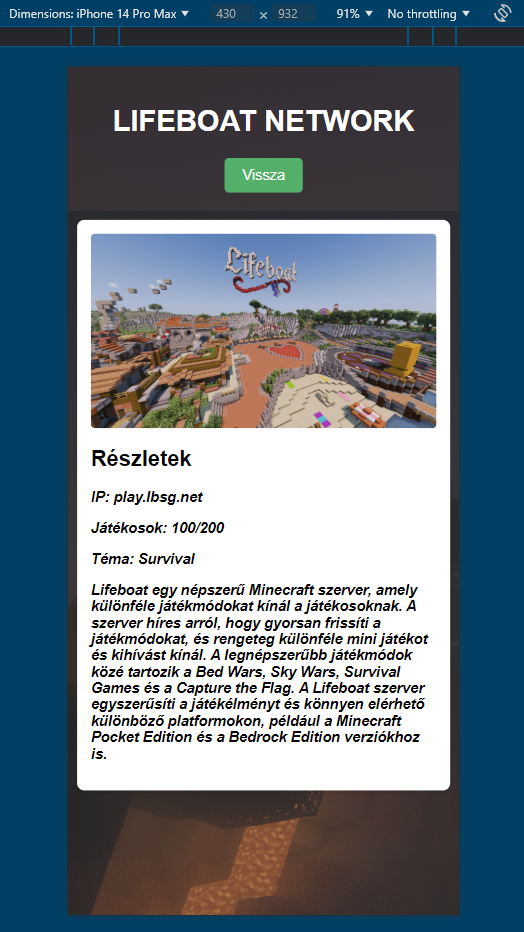 Dimensions: iPhone 14 Pro Max 430 × 932 91% No throttling
LIFEBOAT NETWORK
Vissza
Lifeboat
Részletek
IP: play.lbsg.net
Játékosok: 100/200
Téma: Survival
Lifeboat egy népszerű Minecraft szerver, amely
különféle játékmódokat kínál a játékosoknak. A
szerver híres arról, hogy gyorsan frissíti a
játékmódokat, és rengeteg különféle mini játékot
és kihívást kínál. A legnépszerűbb játékmódok
közé tartozik a Bed Wars, Sky Wars, Survival
Games és a Capture the Flag. A Lifeboat szerver
egyszerűsíti a játékélményt és könnyen elérhető
különböző platformokon, például a Minecraft
Pocket Edition és a Bedrock Edition verziókhoz
is.